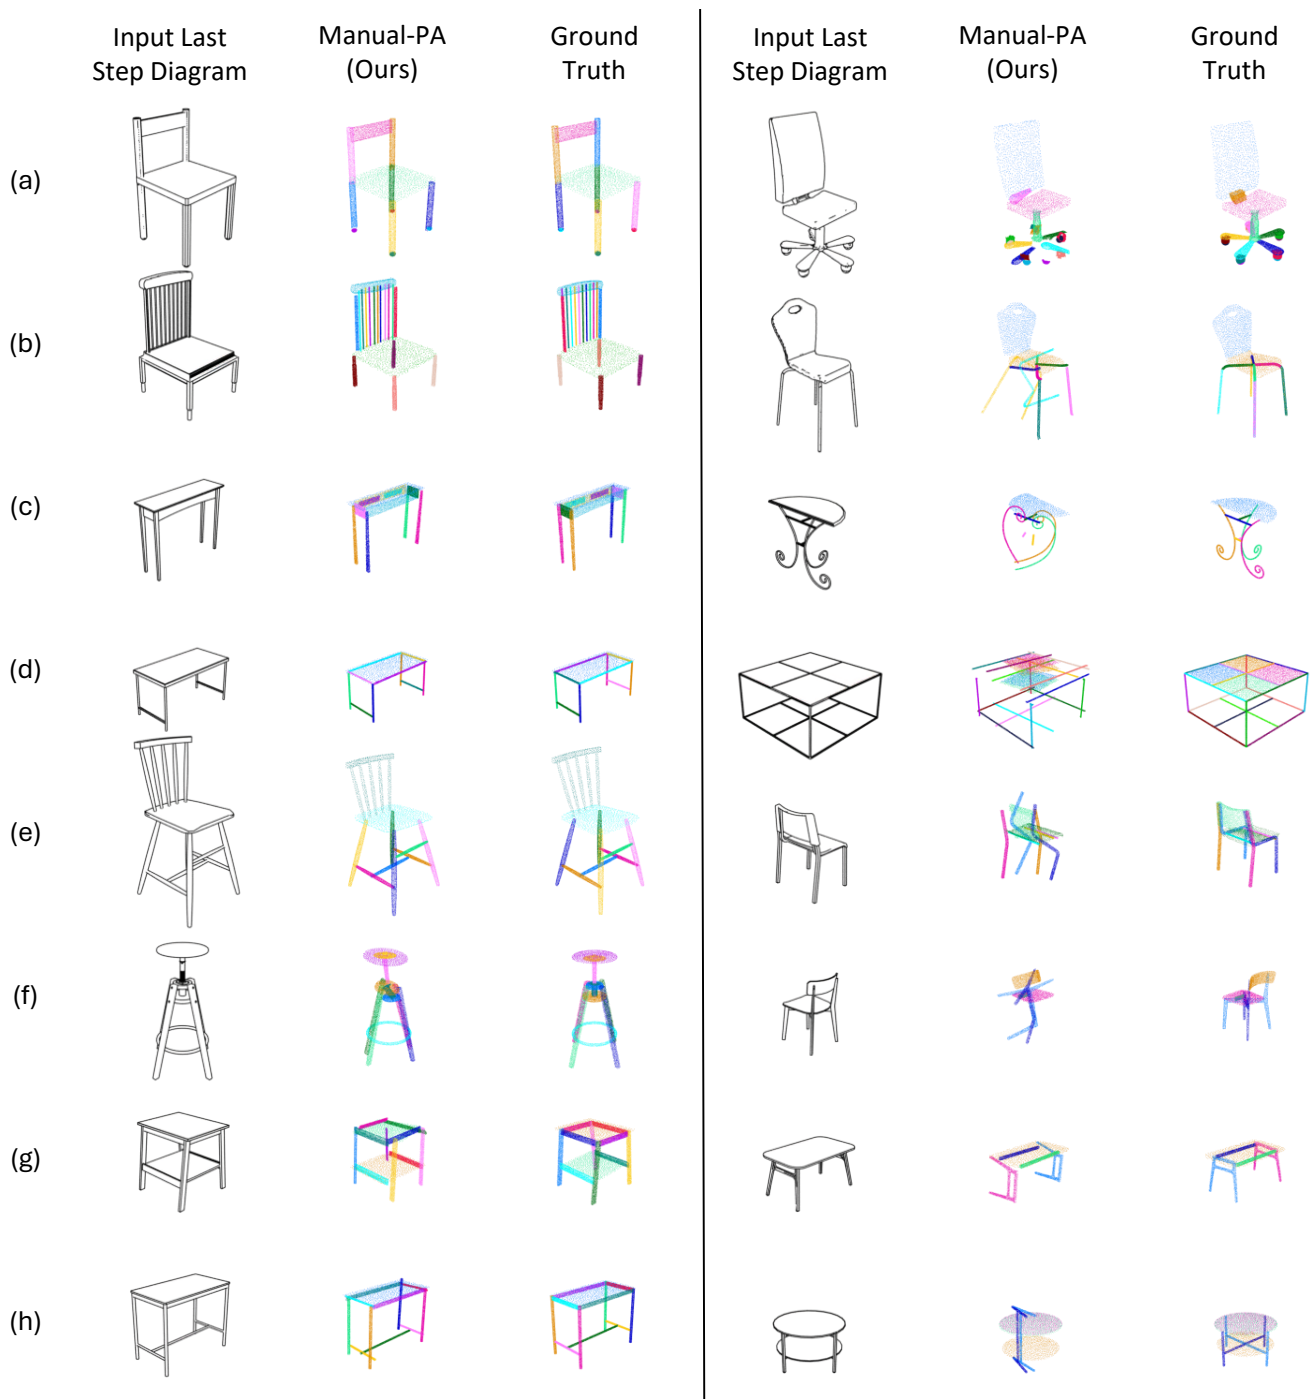 Input Last
Step Diagram
Manual-PA
(Ours)
Ground
Truth
Input Last
Step Diagram
Manual-PA
(Ours)
Ground
Truth
(a)
(b)
(c)
(d)
(e)
(f)
(g)
(h)